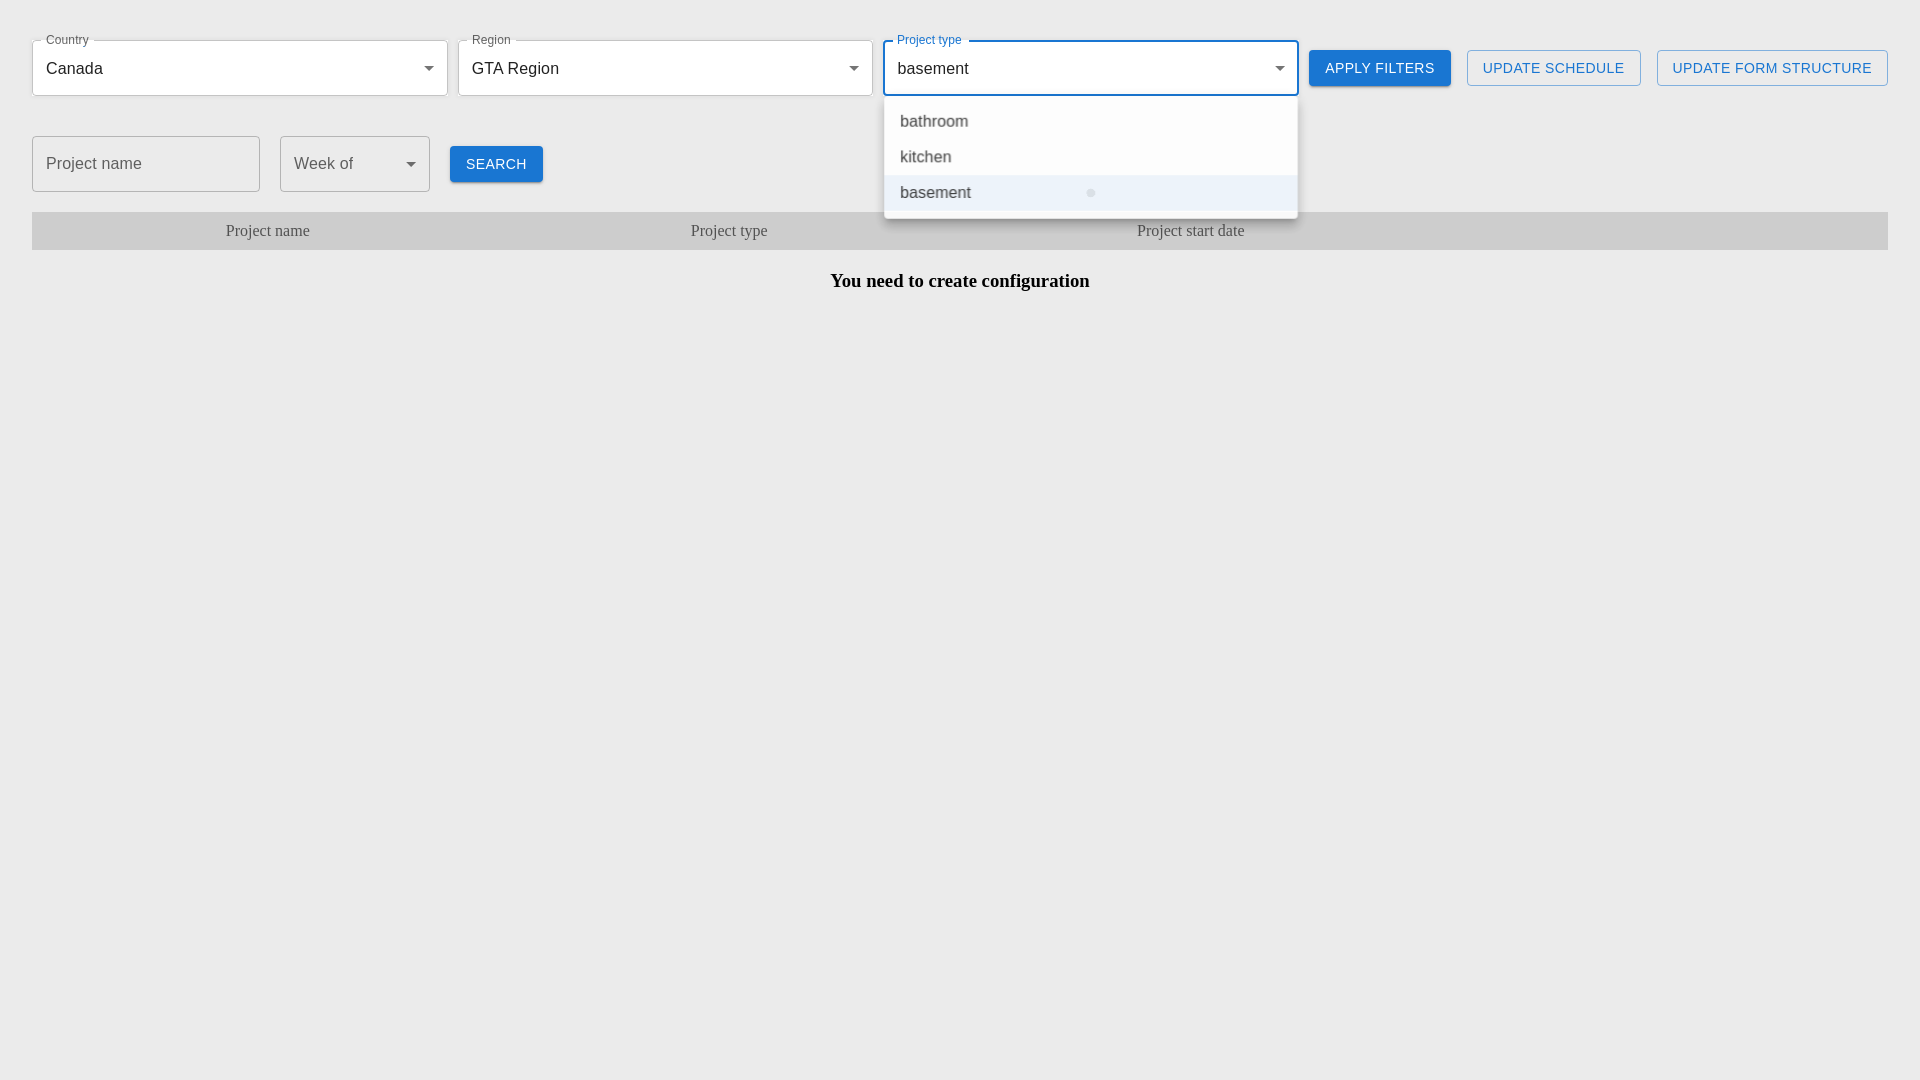 Country
Canada
Region
GTA Region
Project type
basement
APPLY FILTERS
UPDATE SCHEDULE
UPDATE FORM STRUCTURE
bathroom
kitchen
basement
Project name
Week of
SEARCH
Project name
Project type
Project start date
You need to create configuration